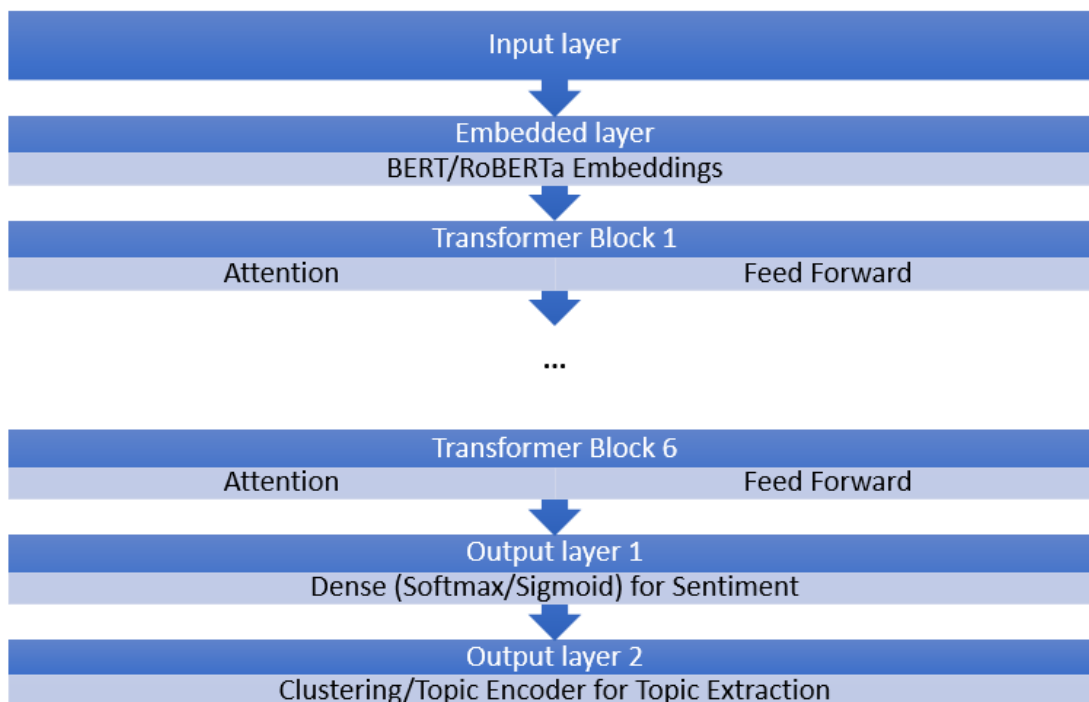 Input layer
Embedded layer
BERT/RoBERTa Embeddings
Transformer Block 1
Attention Feed Forward
...
Transformer Block 6
Attention Feed Forward
Output layer 1
Dense (Softmax/Sigmoid) for Sentiment
Output layer 2
Clustering/Topic Encoder for Topic Extraction